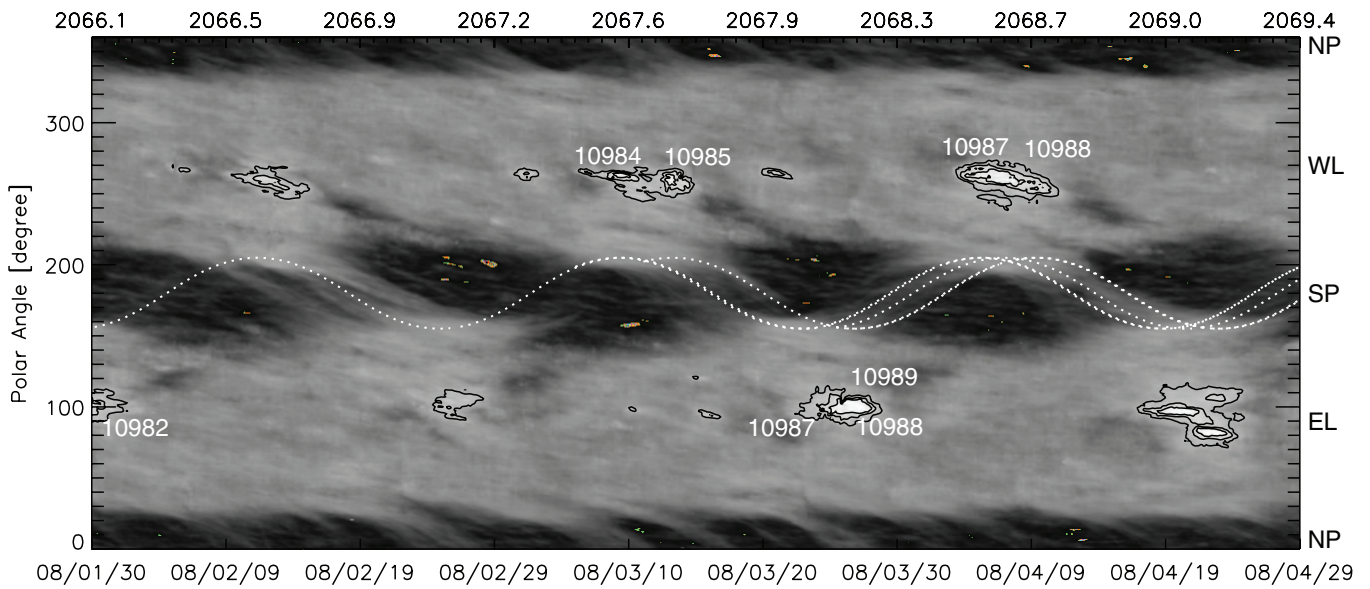 2066.1 2066.5 2066.9 2067.2 2067.6 2067.9 2068.3 2068.7 2069.0 2069.4
NP
300
10984 10985 10987 10988
WL
Polar Angle [degree]
200
SP
10989
100
10982 10987 10988
EL
0
NP
08/01/30 08/02/09 08/02/19 08/02/29 08/03/10 08/03/20 08/03/30 08/04/09 08/04/19 08/04/29